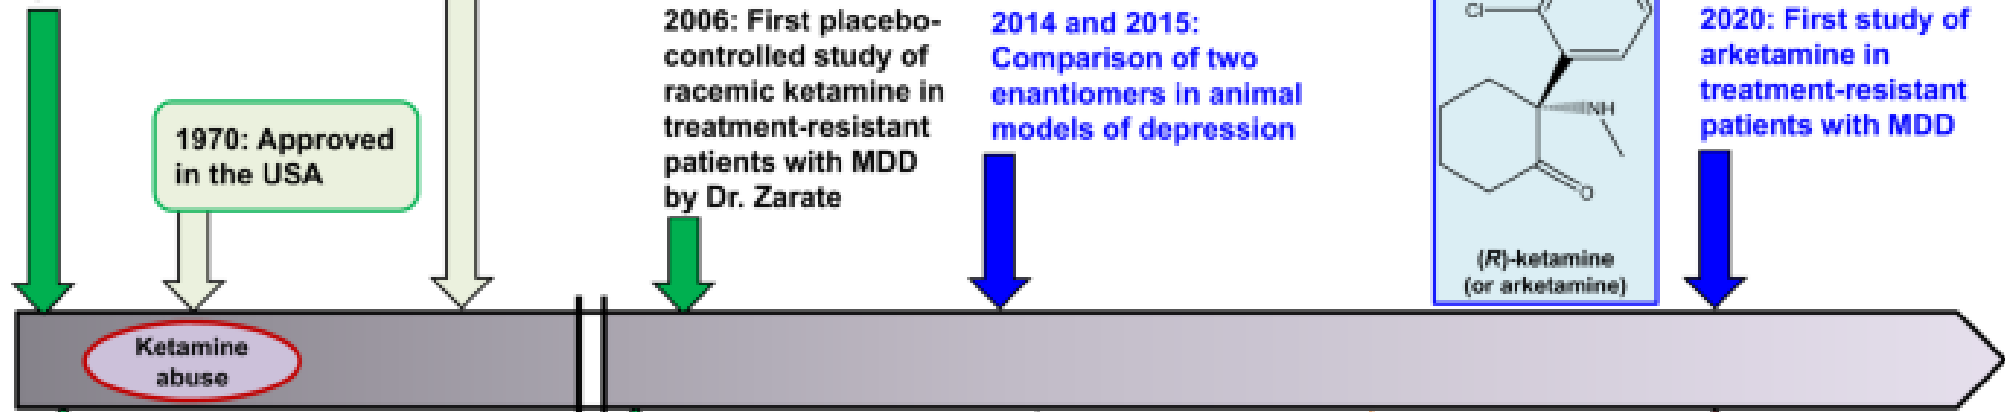 1970: Approved
in the USA
2006: First placebo-
controlled study of
racemic ketamine in
treatment-resistant
patients with MDD
by Dr. Zarate
2014 and 2015:
Comparison of two
enantiomers in animal
models of depression
Cl
NH
O
(R)-ketamine
(or arketamine)
2020: First study of
arketamine in
treatment-resistant
patients with MDD
Ketamine
abuse